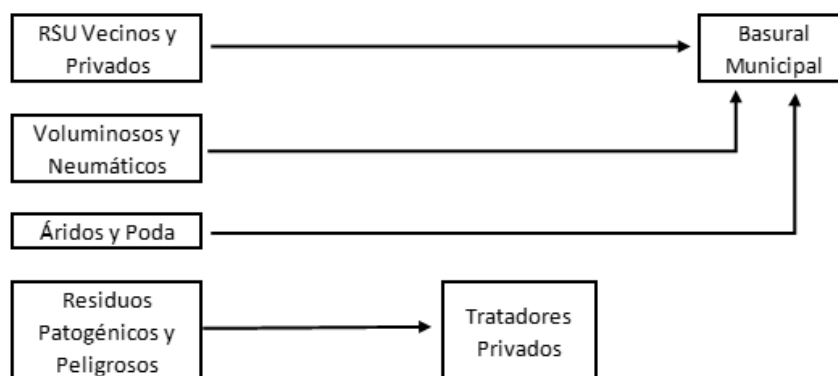 RSU Vecinos y
Privados
Basural
Municipal
Voluminosos y
Neumáticos
Áridos y Poda
Residuos
Patogénicos y
Peligrosos
Tratadores
Privados